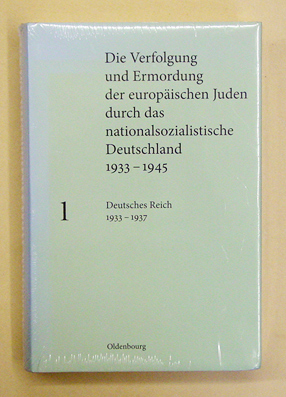 Die Verfolgung
und Ermordung
der europäischen Juden
durch das
nationalsozialistische
Deutschland
1933 – 1945
1
Deutsches Reich
1933 – 1937
Oldenbourg